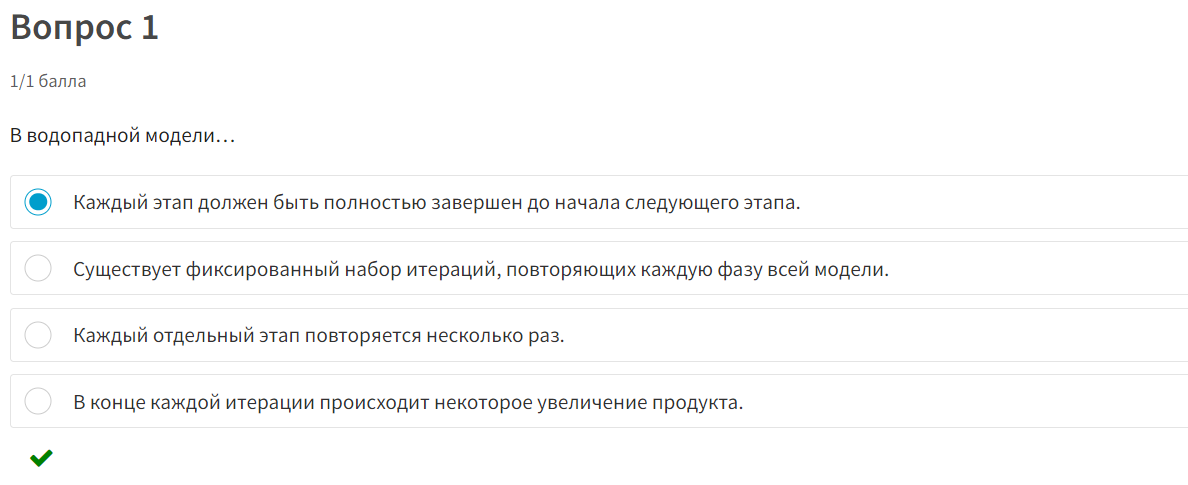 Вопрос 1
1/1 балла
В водопадной модели...
Каждый этап должен быть полностью завершен до начала следующего этапа.
Существует фиксированный набор итераций, повторяющих каждую фазу всей модели.
Каждый отдельный этап повторяется несколько раз.
В конце каждой итерации происходит некоторое увеличение продукта.